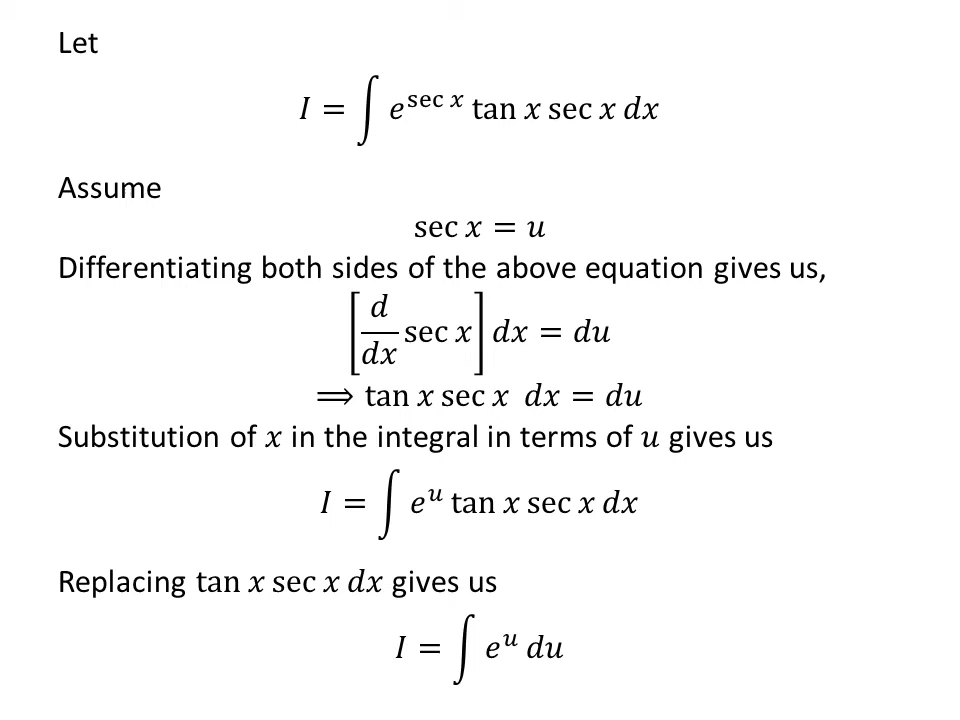 Let
𝐼 = ∫ 𝑒^(sec 𝑥) tan 𝑥 sec 𝑥 𝑑𝑥
Assume
sec 𝑥 = 𝑢
Differentiating both sides of the above equation gives us,
[𝑑/𝑑𝑥 sec 𝑥] 𝑑𝑥 = 𝑑𝑢
⟹ tan 𝑥 sec 𝑥 𝑑𝑥 = 𝑑𝑢
Substitution of 𝑥 in the integral in terms of 𝑢 gives us
𝐼 = ∫ 𝑒^𝑢 tan 𝑥 sec 𝑥 𝑑𝑥
Replacing tan 𝑥 sec 𝑥 𝑑𝑥 gives us
𝐼 = ∫ 𝑒^𝑢 𝑑𝑢